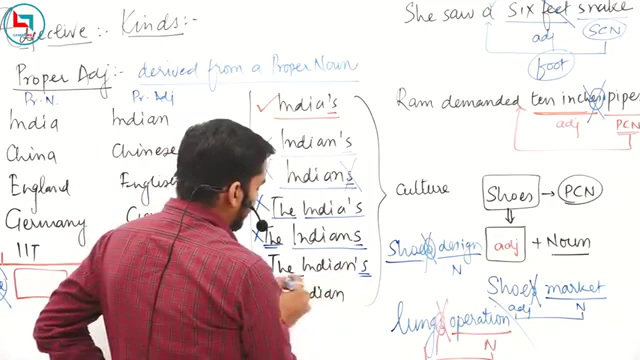 Adjective :- Kinds:-
Proper Adj :- derived from a Proper Noun
Pr. N. Pr. Adj
India Indian
China Chinese
England English
Germany
IIT
India's
Indian's
Indians
The India's
The Indians
The Indian's
culture
She saw a six feet snake
adj SCN
foot
Ram demanded ten inches pipe
adj PCN
Shoes → PCN
adj + Noun
Shoes design
N
Shoes market
adj N
lungs operation
N